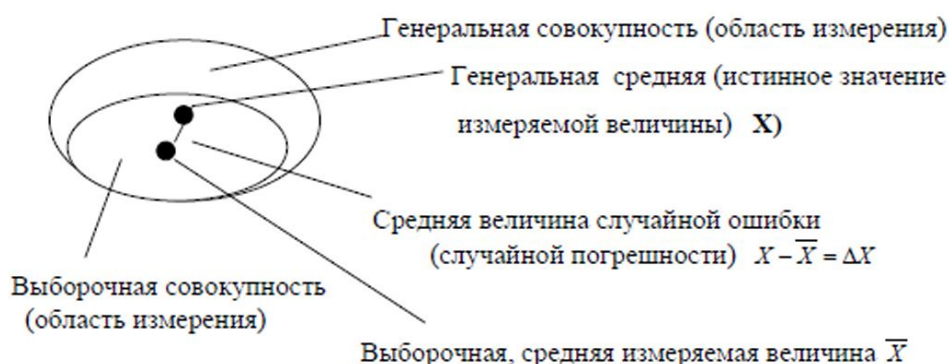 Генеральная совокупность (область измерения)
Генеральная средняя (истинное значение
измеряемой величины) X)
Средняя величина случайной ошибки
(случайной погрешности) X − X̅ = ΔX
Выборочная совокупность
(область измерения)
Выборочная, средняя измеряемая величина X̅